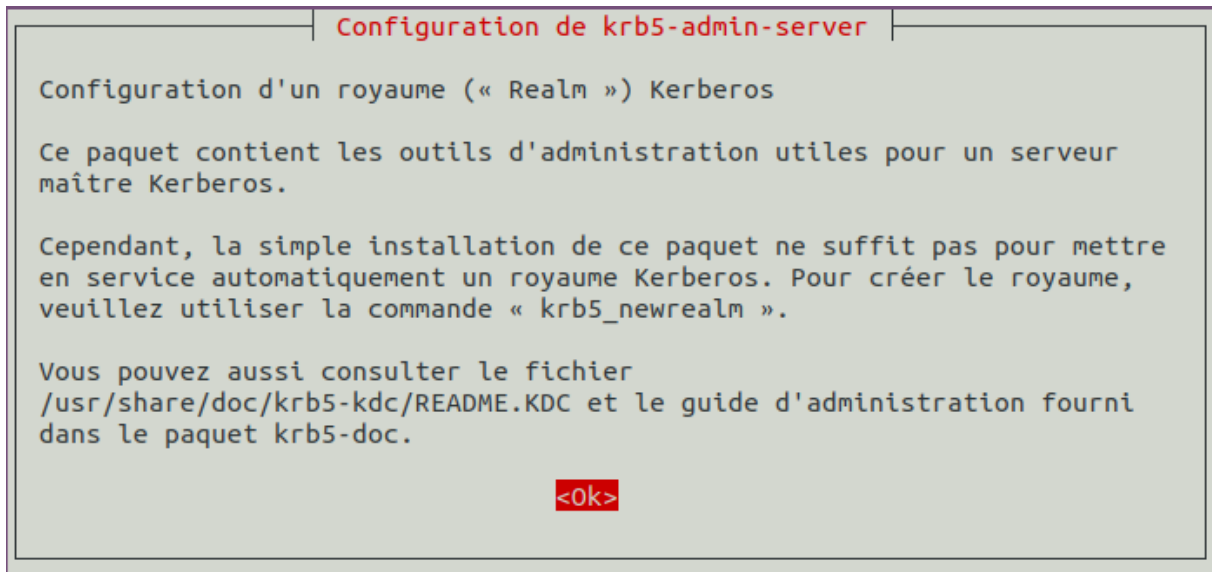 Configuration de krb5-admin-server
Configuration d'un royaume (« Realm ») Kerberos
Ce paquet contient les outils d'administration utiles pour un serveur
maître Kerberos.
Cependant, la simple installation de ce paquet ne suffit pas pour mettre
en service automatiquement un royaume Kerberos. Pour créer le royaume,
veuillez utiliser la commande « krb5_newrealm ».
Vous pouvez aussi consulter le fichier
/usr/share/doc/krb5-kdc/README.KDC et le guide d'administration fourni
dans le paquet krb5-doc.
<Ok>